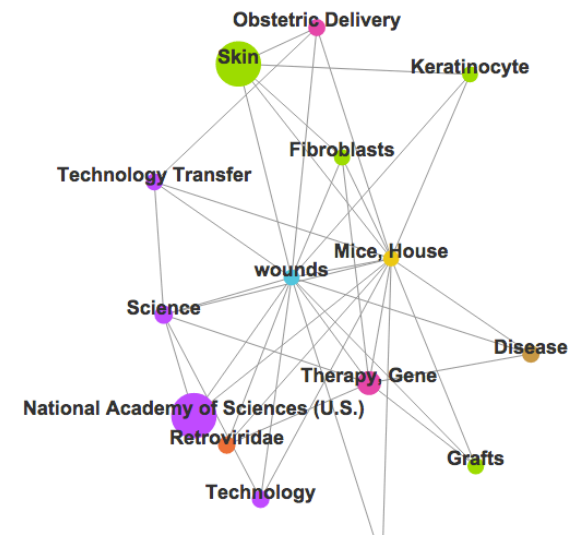 Obstetric Delivery
Skin
Keratinocyte
Fibroblasts
Technology Transfer
Mice, House
wounds
Science
Disease
Therapy, Gene
National Academy of Sciences (U.S.)
Retroviridae
Grafts
Technology